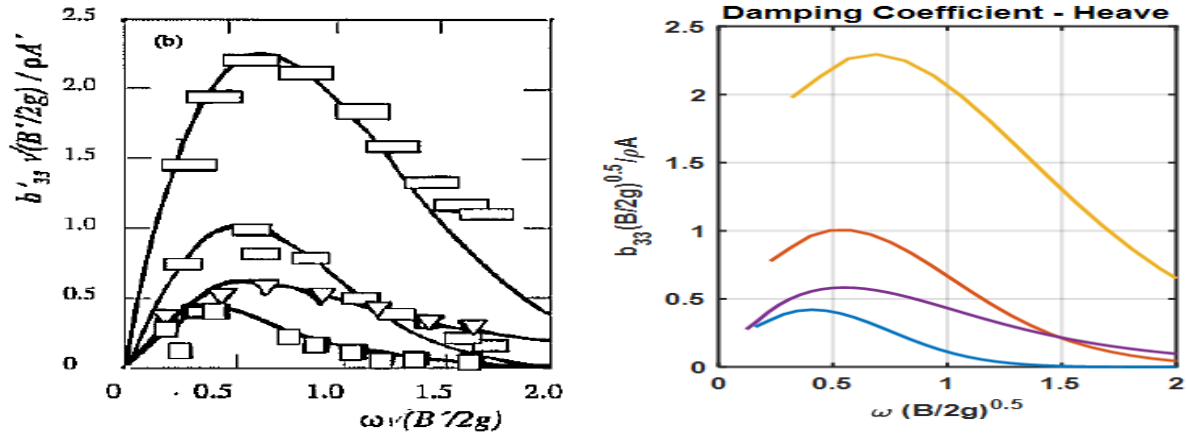 2.5
2.0
1.5
1.0
0.5
0
(b)
b'33 √(B'/2g) / ρA'
0 0.5 1.0 1.5 2.0
ω√(B'/2g)
Damping Coefficient - Heave
2.5
2
1.5
1
0.5
0
b33(B/2g)^0.5/ρA
0 0.5 1 1.5 2
ω (B/2g)^0.5